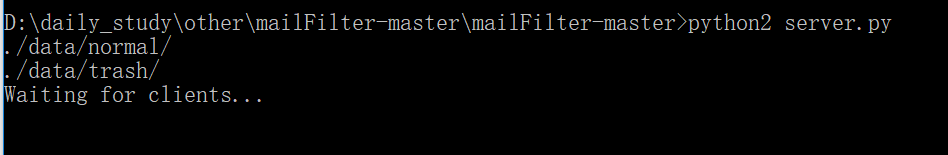 D:\daily_study\other\mailFilter-master\mailFilter-master>python2 server.py
./data/normal/
./data/trash/
Waiting for clients...